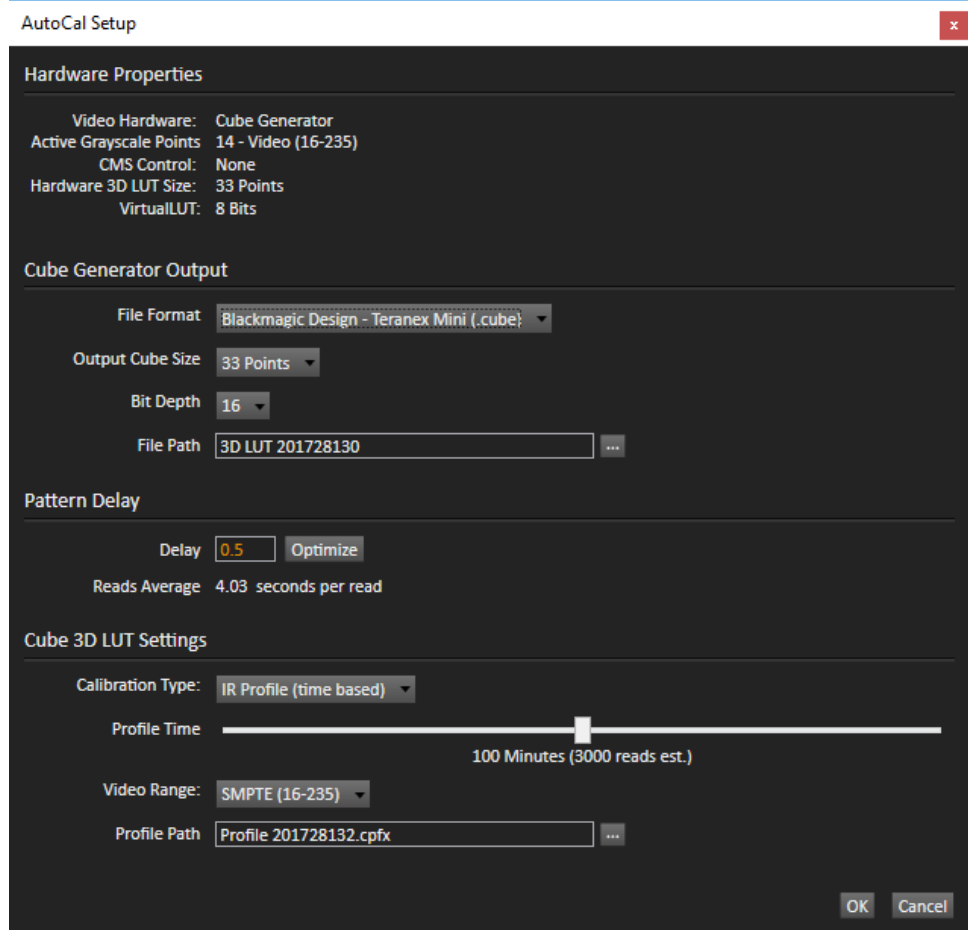 AutoCal Setup
x
Hardware Properties
Video Hardware: Cube Generator
Active Grayscale Points 14 - Video (16-235)
CMS Control: None
Hardware 3D LUT Size: 33 Points
VirtualLUT: 8 Bits
Cube Generator Output
File Format Blackmagic Design - Teranex Mini (.cube)
Output Cube Size 33 Points
Bit Depth 16
File Path 3D LUT 201728130 ...
Pattern Delay
Delay 0.5 Optimize
Reads Average 4.03 seconds per read
Cube 3D LUT Settings
Calibration Type: IR Profile (time based)
Profile Time
100 Minutes (3000 reads est.)
Video Range: SMPTE (16-235)
Profile Path Profile 201728132.cpfx ...
OK Cancel